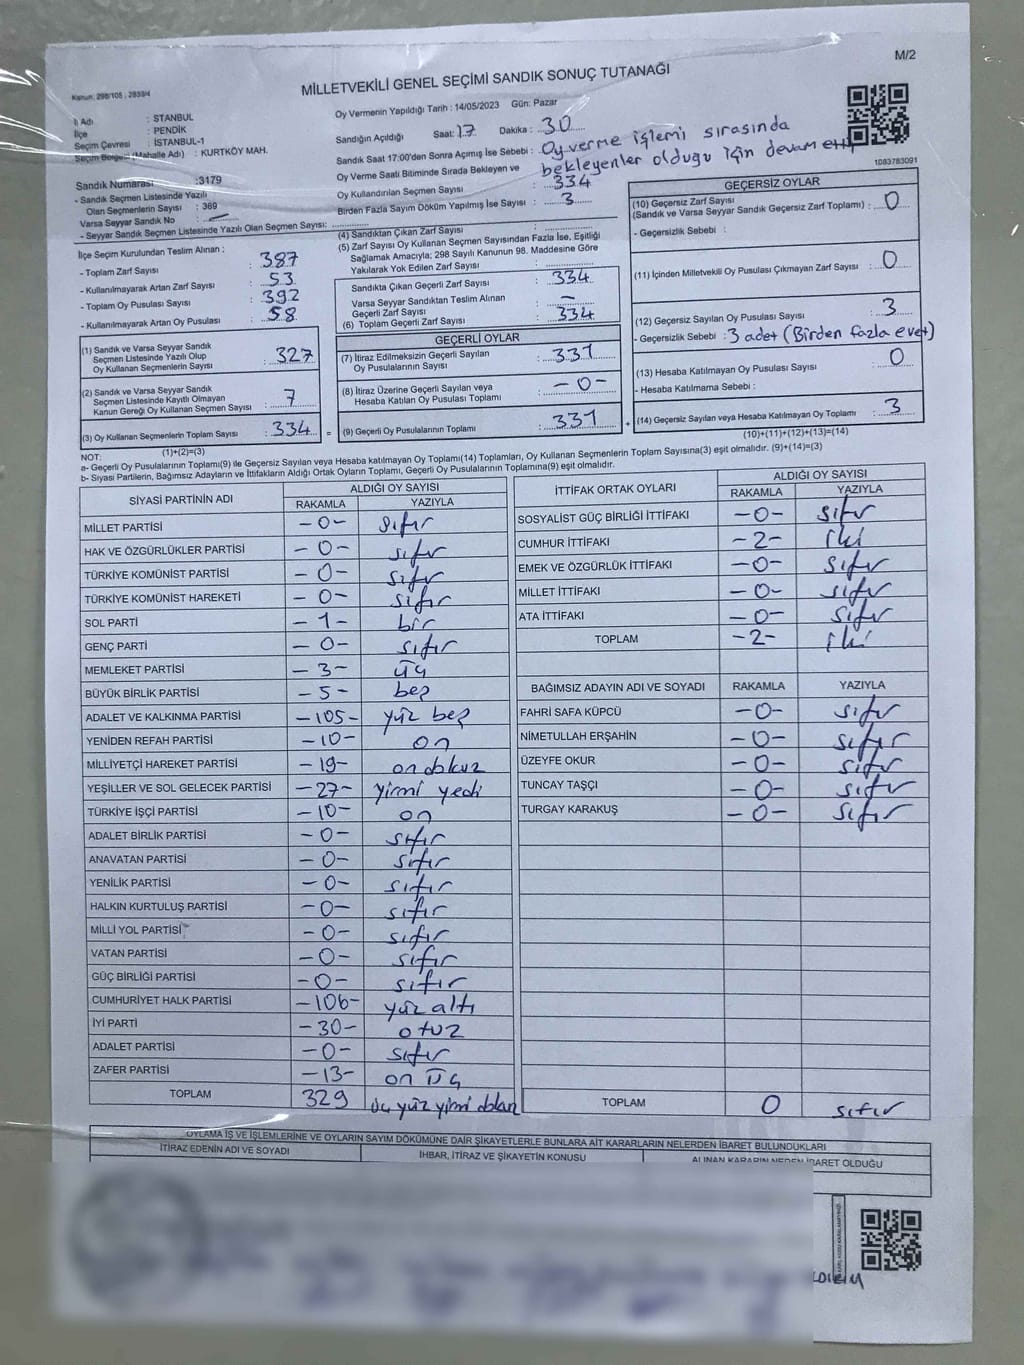 M/2
MİLLETVEKİLİ GENEL SEÇİMİ SANDIK SONUÇ TUTANAĞI
Kanun: 298/105 ; 2839/4
İl Adı : İSTANBUL
İlçe : PENDİK
Seçim Çevresi : İSTANBUL-1
Seçim Bölgesi (Mahalle Adı) : KURTKÖY MAH.
Sandık Numarası :3179
- Sandık Seçmen Listesinde Yazılı
Olan Seçmenlerin Sayısı : 369
Varsa Seyyar Sandık No : —
- Seyyar Sandık Seçmen Listesinde Yazılı Olan Seçmen Sayısı:
Oy Vermenin Yapıldığı Tarih : 14/05/2023 Gün: Pazar
Sandığın Açıldığı Saat: 17 Dakika : 30
Sandık Saat 17:00'den Sonra Açılmış İse Sebebi : Oy verme işlemi sırasında
bekleyenler olduğu için devam etti
Oy Verme Saati Bitiminde Sırada Bekleyen ve
Oy Kullandırılan Seçmen Sayısı : 334
Birden Fazla Sayım Döküm Yapılmış İse Sayısı : 3
1083783091
İlçe Seçim Kurulundan Teslim Alınan :
- Toplam Zarf Sayısı : 387
- Kullanılmayarak Artan Zarf Sayısı : 53
- Toplam Oy Pusulası Sayısı : 392
- Kullanılmayarak Artan Oy Pusulası : 58
(4) Sandıktan Çıkan Zarf Sayısı :
(5) Zarf Sayısı Oy Kullanan Seçmen Sayısından Fazla İse, Eşitliği
Sağlamak Amacıyla; 298 Sayılı Kanunun 98. Maddesine Göre
Yakılarak Yok Edilen Zarf Sayısı :
Sandıkta Çıkan Geçerli Zarf Sayısı : 334
Varsa Seyyar Sandıktan Teslim Alınan
Geçerli Zarf Sayısı : —
(6) Toplam Geçerli Zarf Sayısı : 334
GEÇERSİZ OYLAR
(10) Geçersiz Zarf Sayısı
(Sandık ve Varsa Seyyar Sandık Geçersiz Zarf Toplamı) : 0
- Geçersizlik Sebebi :
(11) İçinden Milletvekili Oy Pusulası Çıkmayan Zarf Sayısı : 0
(12) Geçersiz Oy Pusulası Sayısı : 3
- Geçersizlik Sebebi : 3 adet (Birden fazla evet)
(13) Hesaba Katılmayan Oy Pusulası Sayısı : 0
- Hesaba Katılmama Sebebi :
(14) Geçersiz Sayılan veya Hesaba Katılmayan Oy Toplamı : 3
(10)+(11)+(12)+(13)=(14)
(1) Sandık ve Varsa Seyyar Sandık
Seçmen Listesinde Yazılı Olup
Oy Kullanan Seçmenlerin Sayısı : 327
(2) Sandık ve Varsa Seyyar Sandık
Seçmen Listesinde Kayıtlı Olmayan
Kanun Gereği Oy Kullanan Seçmen Sayısı : 7
(3) Oy Kullanan Seçmenlerin Toplam Sayısı : 334 =
(1)+(2)=(3)
GEÇERLİ OYLAR
(7) İtiraz Edilmeksizin Geçerli Sayılan
Oy Pusulalarının Sayısı : 331
(8) İtiraz Üzerine Geçerli Sayılan veya
Hesaba Katılan Oy Pusulası Toplamı : -0-
(9) Geçerli Oy Pusulalarının Toplamı : 331 +
NOT:
a- Geçerli Oy Pusulaları Toplamı(9) ile Geçersiz Sayılan veya Hesaba katılmayan Oy Toplamı(14) Toplamları, Oy Kullanan Seçmenlerin Toplam Sayısına(3) eşit olmalıdır. (9)+(14)=(3)
b- Siyasi Partilerin, Bağımsız Adayların ve İttifakların Aldığı Ortak Oyların Toplamı, Geçerli Oy Pusulalarının Toplamına(9) eşit olmalıdır.
SİYASİ PARTİNİN ADI ALDIĞI OY SAYISI
RAKAMLA YAZIYLA
MİLLET PARTİSİ -0- sıfır
HAK VE ÖZGÜRLÜKLER PARTİSİ -0- sıfır
TÜRKİYE KOMÜNİST PARTİSİ -0- sıfır
TÜRKİYE KOMÜNİST HAREKETİ -0- sıfır
SOL PARTİ -1- bir
GENÇ PARTİ -0- sıfır
MEMLEKET PARTİSİ -3- üç
BÜYÜK BİRLİK PARTİSİ -5- beş
ADALET VE KALKINMA PARTİSİ -105- yüz beş
YENİDEN REFAH PARTİSİ -10- on
MİLLİYETÇİ HAREKET PARTİSİ -19- on dokuz
YEŞİLLER VE SOL GELECEK PARTİSİ -27- yirmi yedi
TÜRKİYE İŞÇİ PARTİSİ -10- on
ADALET BİRLİK PARTİSİ -0- sıfır
ANAVATAN PARTİSİ -0- sıfır
YENİLİK PARTİSİ -0- sıfır
HALKIN KURTULUŞ PARTİSİ -0- sıfır
MİLLİ YOL PARTİSİ -0- sıfır
VATAN PARTİSİ -0- sıfır
GÜÇ BİRLİĞİ PARTİSİ -0- sıfır
CUMHURİYET HALK PARTİSİ -106- yüz altı
İYİ PARTİ -30- otuz
ADALET PARTİSİ -0- sıfır
ZAFER PARTİSİ -13- on üç
TOPLAM 329 üç yüz yirmi dokuz
İTTİFAK ORTAK OYLARI ALDIĞI OY SAYISI
RAKAMLA YAZIYLA
SOSYALİST GÜÇ BİRLİĞİ İTTİFAKI -0- sıfır
CUMHUR İTTİFAKI -2- iki
EMEK VE ÖZGÜRLÜK İTTİFAKI -0- sıfır
MİLLET İTTİFAKI -0- sıfır
ATA İTTİFAKI -0- sıfır
TOPLAM -2- iki
BAĞIMSIZ ADAYIN ADI VE SOYADI RAKAMLA YAZIYLA
FAHRİ SAFA KÜPCÜ -0- sıfır
NİMETULLAH ERŞAHİN -0- sıfır
ÜZEYFE OKUR -0- sıfır
TUNCAY TAŞÇI -0- sıfır
TURGAY KARAKUŞ -0- sıfır
TOPLAM 0 sıfır
OYLAMA İŞ VE İŞLEMLERİNE VE OYLARIN SAYIM DÖKÜMÜNE DAİR ŞİKAYETLERLE BUNLARA AİT KARARLARIN NELERDEN İBARET BULUNDUKLARI
İTİRAZ EDENİN ADI VE SOYADI İHBAR, İTİRAZ VE ŞİKAYETİN KONUSU ALINAN KARARIN NEDEN İBARET OLDUĞU